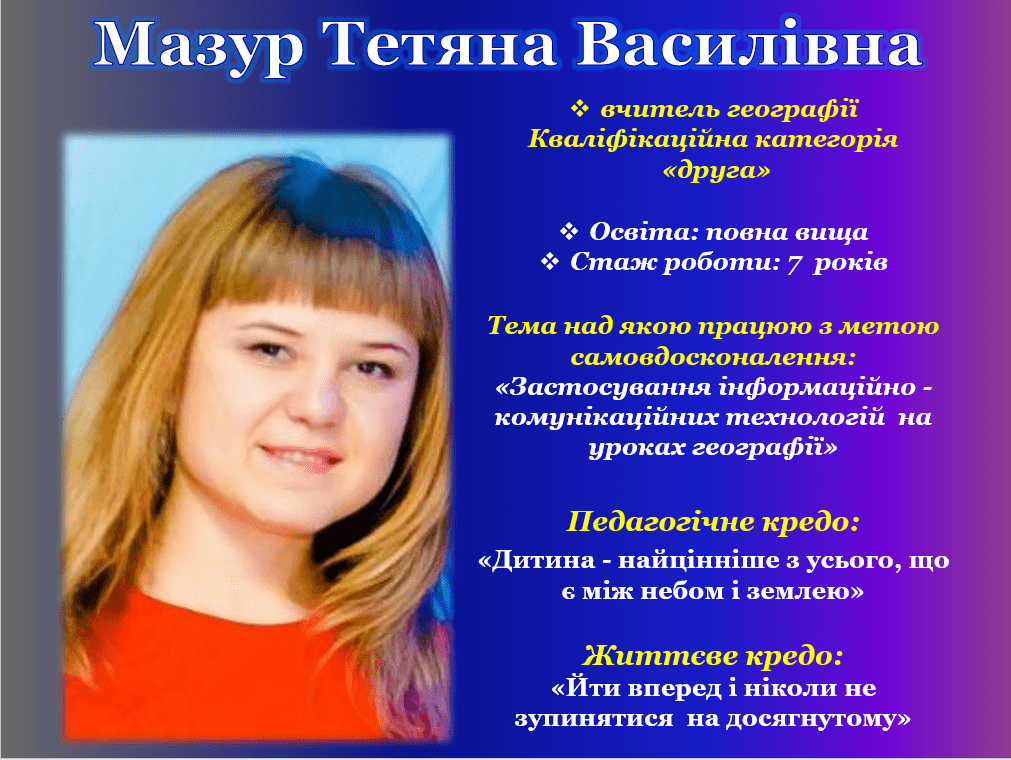 Мазур Тетяна Василівна
❖ вчитель географії
Кваліфікаційна категорія
«друга»
❖ Освіта: повна вища
❖ Стаж роботи: 7 років
Тема над якою працюю з метою
самовдосконалення:
«Застосування інформаційно -
комунікаційних технологій на
уроках географії»
Педагогічне кредо:
«Дитина - найцінніше з усього, що
є між небом і землею»
Життєве кредо:
«Йти вперед і ніколи не
зупинятися на досягнутому»